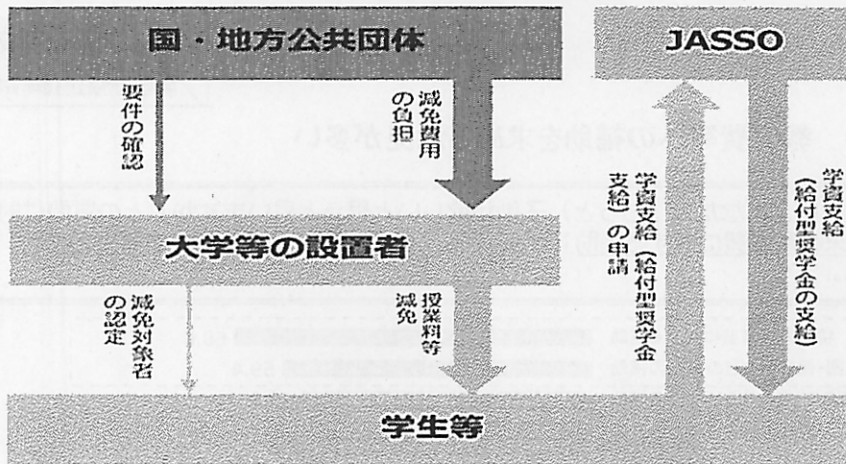 国・地方公共団体
JASSO
要件の確認
減免費用
の負担
大学等の設置者
減免対象者
の認定
授業料等
減免
学資支給（給付型奨学金
支給）の申請
学資支給
（給付型奨学金の支給）
学生等